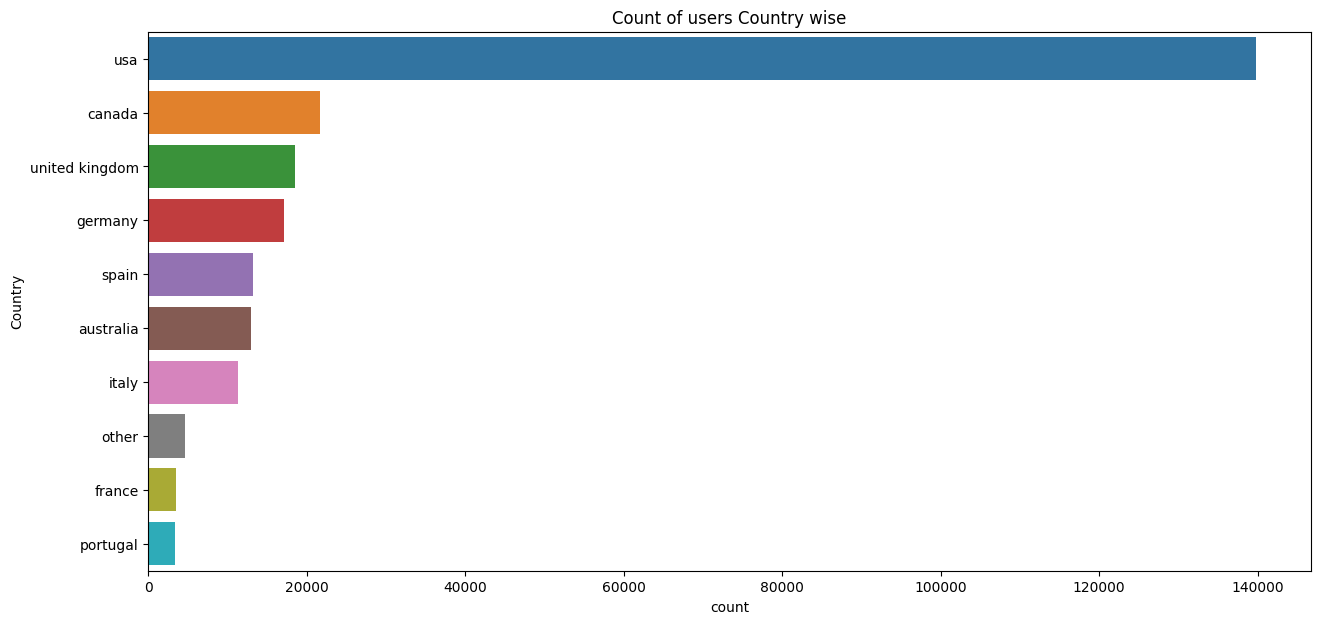 Count of users Country wise
usa
canada
united kingdom
germany
spain
australia
italy
other
france
portugal
Country
0 20000 40000 60000 80000 100000 120000 140000
count